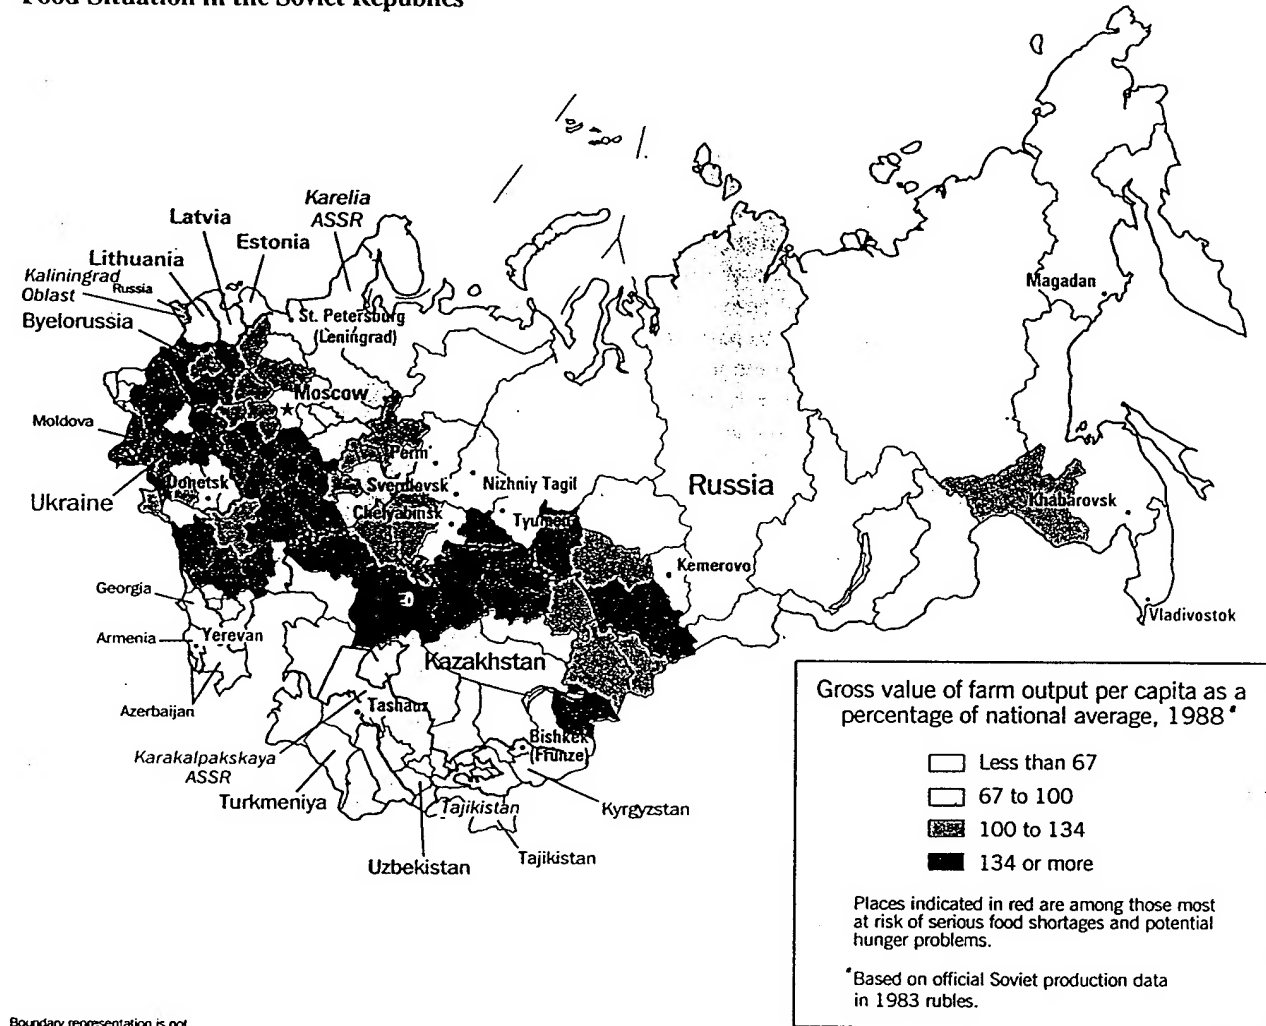 Food Situation in the Soviet Republics
Karelia
ASSR
Latvia
Estonia
Lithuania
Kaliningrad
Oblast
Russia
Byelorussia
St. Petersburg
(Leningrad)
Magadan
Moscow
Moldova
Perm
Donetsk
Sverdlovsk
Nizhniy Tagil
Russia
Ukraine
Chelyabinsk
Tyumen
Khabarovsk
Kemerovo
Georgia
Vladivostok
Armenia
Yerevan
Kazakhstan
Azerbaijan
Tashauz
Bishkek
(Frunze)
Karakalpakskaya
ASSR
Turkmeniya
Tajikistan
Kyrgyzstan
Uzbekistan
Tajikistan
Gross value of farm output per capita as a
percentage of national average, 1988*
Less than 67
67 to 100
100 to 134
134 or more
Places indicated in red are among those most
at risk of serious food shortages and potential
hunger problems.
*Based on official Soviet production data
in 1983 rubles.
Boundary representation is not